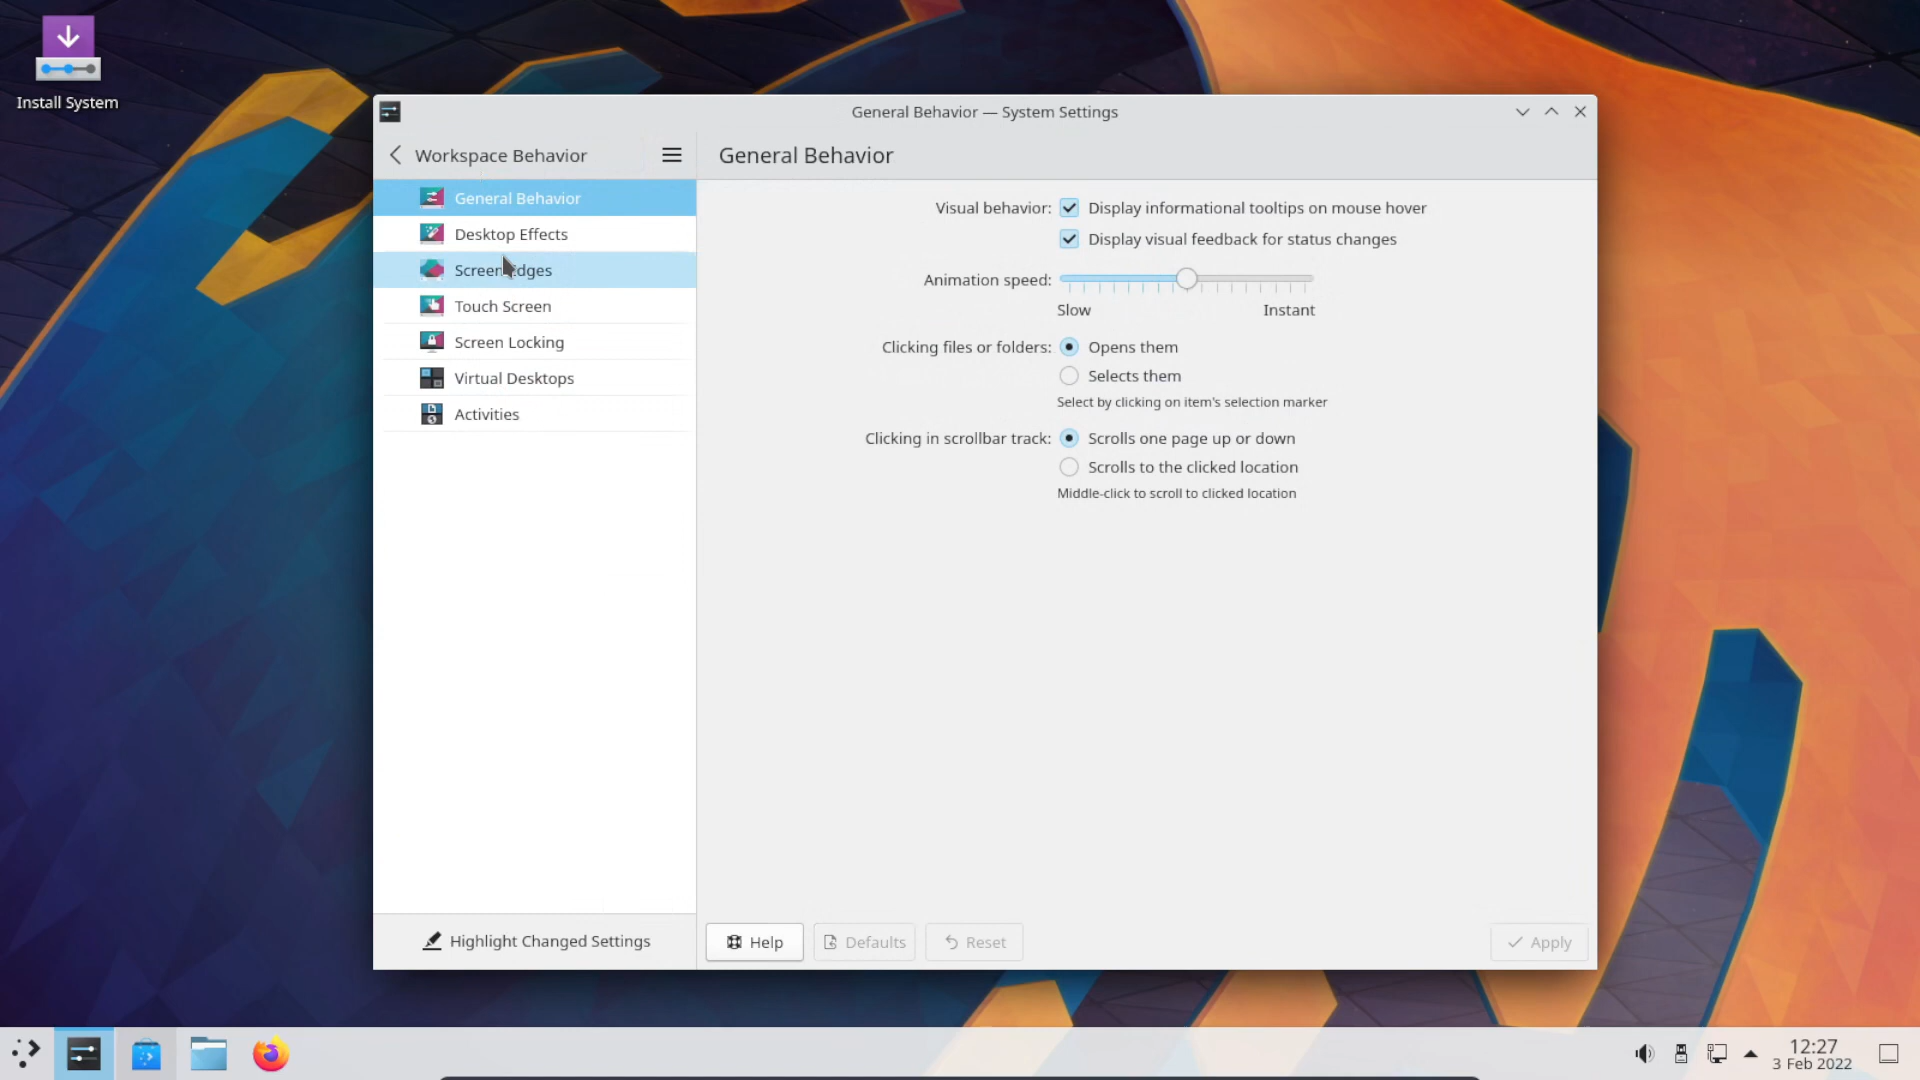 Install System
General Behavior — System Settings
Workspace Behavior
General Behavior
General Behavior
Desktop Effects
Screen Edges
Touch Screen
Screen Locking
Virtual Desktops
Activities
Highlight Changed Settings
Visual behavior: Display informational tooltips on mouse hover
Display visual feedback for status changes
Animation speed:
Slow Instant
Clicking files or folders: Opens them
Selects them
Select by clicking on item's selection marker
Clicking in scrollbar track: Scrolls one page up or down
Scrolls to the clicked location
Middle-click to scroll to clicked location
Help Defaults Reset Apply
12:27
3 Feb 2022